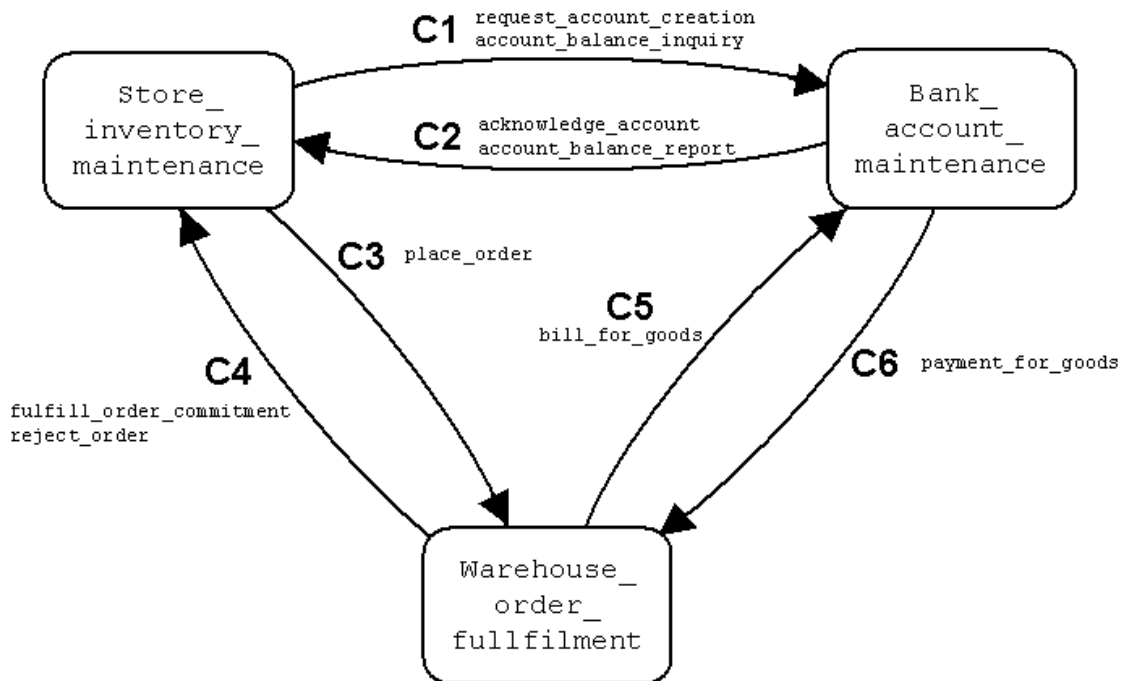 C1 request_account_creation
account_balance_inquiry
Store_
inventory_
maintenance
Bank_
account_
maintenance
C2 acknowledge_account
account_balance_report
C3 place_order
C5
bill_for_goods
C4
fulfill_order_commitment
reject_order
C6 payment_for_goods
Warehouse_
order_
fullfilment